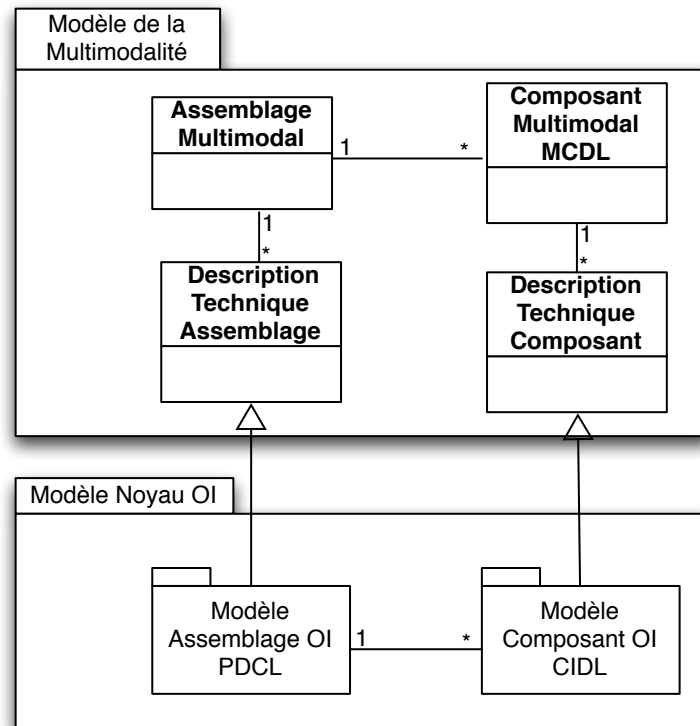 Modèle de la
Multimodalité
Assemblage
Multimodal
Composant
Multimodal
MCDL
1
*
1
*
1
*
Description
Technique
Assemblage
Description
Technique
Composant
Modèle Noyau OI
Modèle
Assemblage OI
PDCL
1
*
Modèle
Composant OI
CIDL